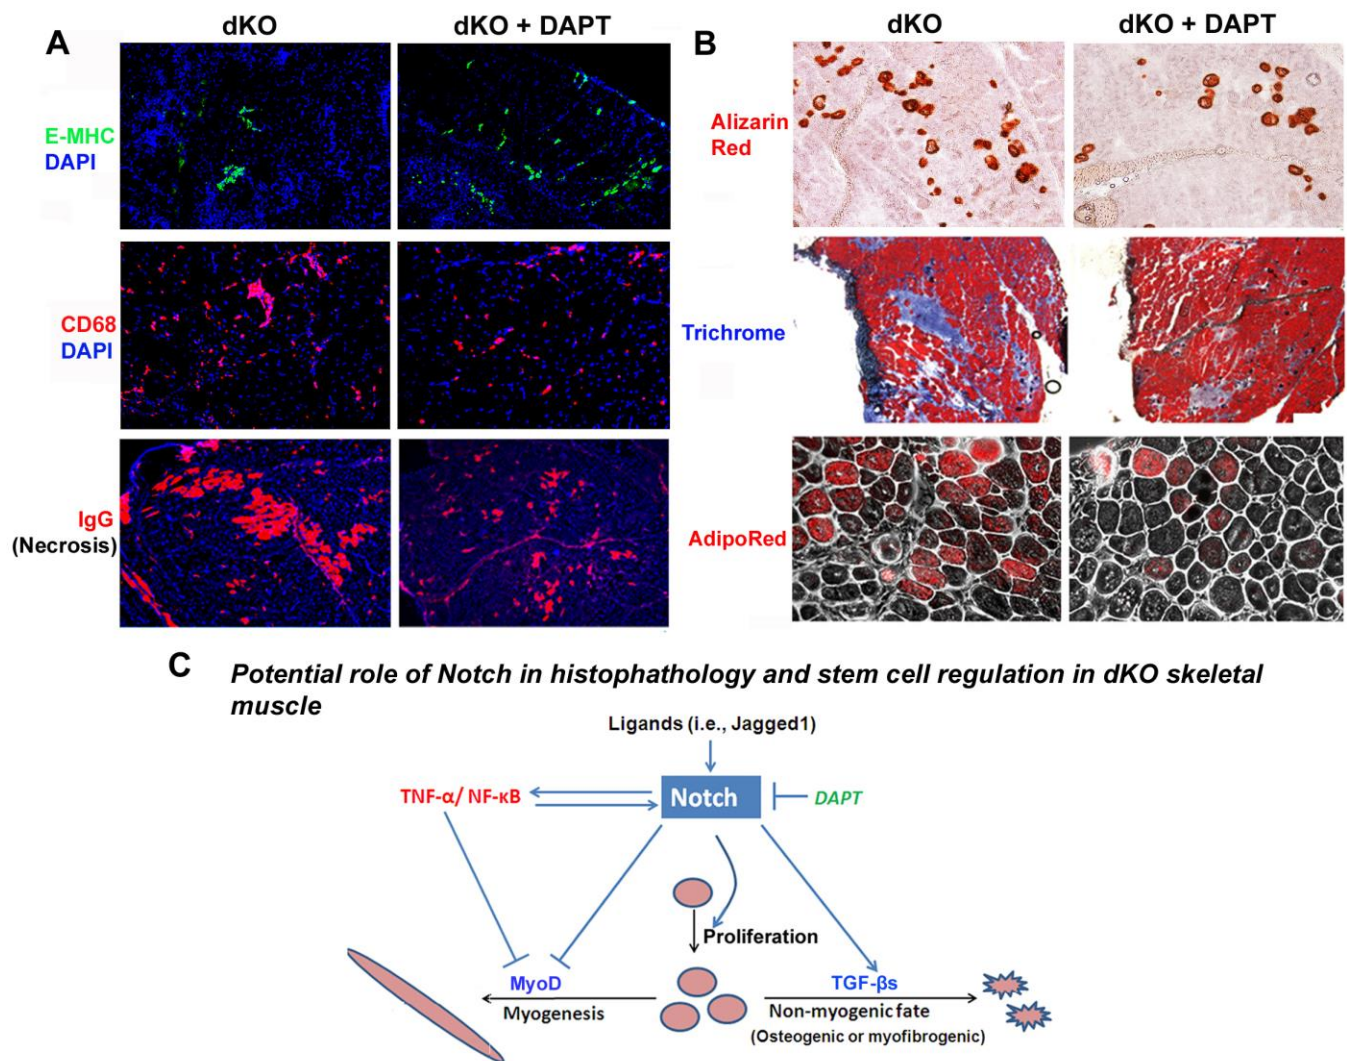 A
dKO
dKO + DAPT
E-MHC
DAPI
CD68
DAPI
IgG
(Necrosis)
B
dKO
dKO + DAPT
Alizarin
Red
Trichrome
AdipoRed
C
Potential role of Notch in histophathology and stem cell regulation in dKO skeletal
muscle
Ligands (i.e., Jagged1)
TNF-α/ NF-κB
Notch
DAPT
Proliferation
MyoD
TGF-βs
Myogenesis
Non-myogenic fate
(Osteogenic or myofibrogenic)